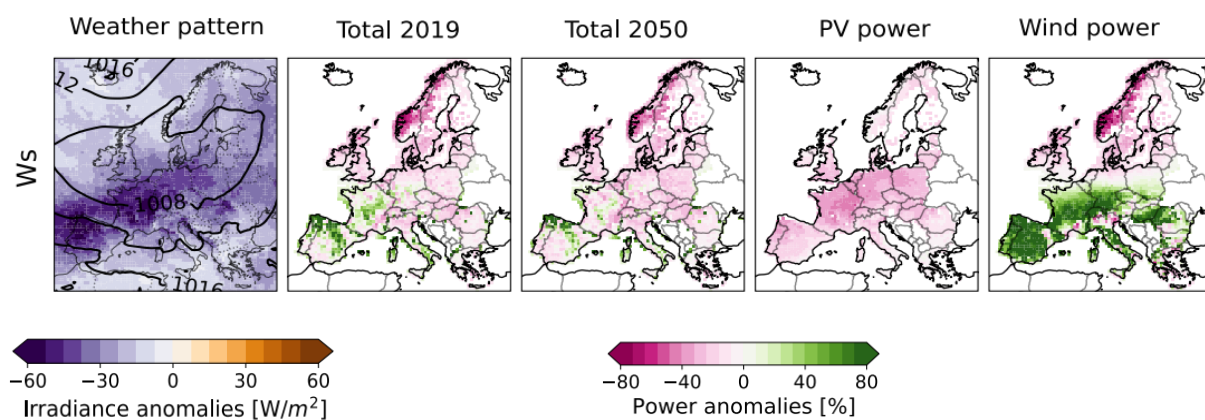 Weather pattern Total 2019 Total 2050 PV power Wind power
Ws
1016
12
1008
1016
−60 −30 0 30 60
Irradiance anomalies [W/m²]
−80 −40 0 40 80
Power anomalies [%]